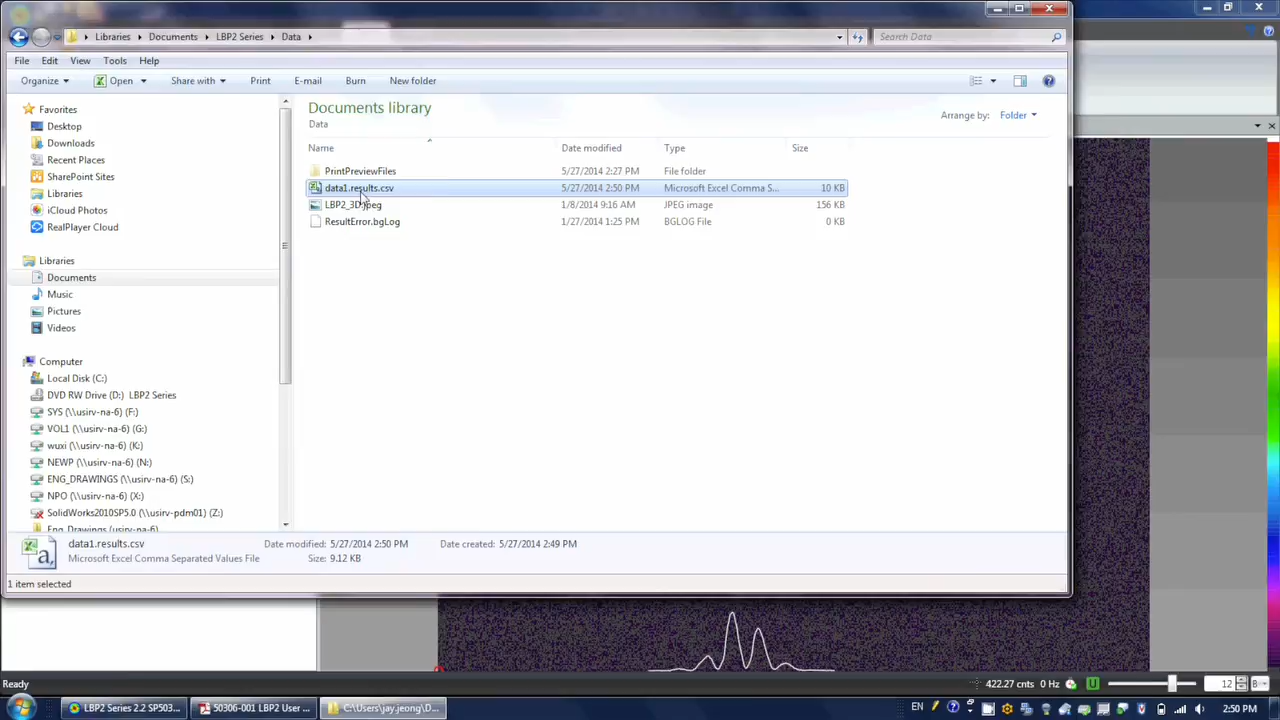 Libraries Documents LBP2 Series Data Search Data
File Edit View Tools Help
Organize Open Share with Print E-mail Burn New folder
Favorites
Desktop
Downloads
Recent Places
SharePoint Sites
Libraries
iCloud Photos
RealPlayer Cloud
Libraries
Documents
Music
Pictures
Videos
Computer
Local Disk (C:)
DVD RW Drive (D:) LBP2 Series
SYS (\\usirv-na-6) (F:)
VOL1 (\\usirv-na-6) (G:)
wuxi (\\usirv-na-6) (K:)
NEWP (\\usirv-na-6) (N:)
ENG_DRAWINGS (\\usirv-na-6) (S:)
NPO (\\usirv-na-6) (X:)
SolidWorks2010SP5.0 (\\usirv-pdm01) (Z:)
Eng_Drawings (usirv-na-6)
Documents library
Data
Arrange by: Folder
Name Date modified Type Size
PrintPreviewFiles 5/27/2014 2:27 PM File folder
data1.results.csv 5/27/2014 2:50 PM Microsoft Excel Comma S... 10 KB
LBP2_3D.jpeg 1/8/2014 9:16 AM JPEG image 156 KB
ResultError.bgLog 1/27/2014 1:25 PM BGLOG File 0 KB
data1.results.csv Date modified: 5/27/2014 2:50 PM Date created: 5/27/2014 2:49 PM
Microsoft Excel Comma Separated Values File Size: 9.12 KB
1 item selected
Ready 422.27 cnts 0 Hz U 12 B
LBP2 Series 2.2 SP503... 50306-001 LBP2 User ... C:\Users\jay.jeong\D... EN 2:50 PM